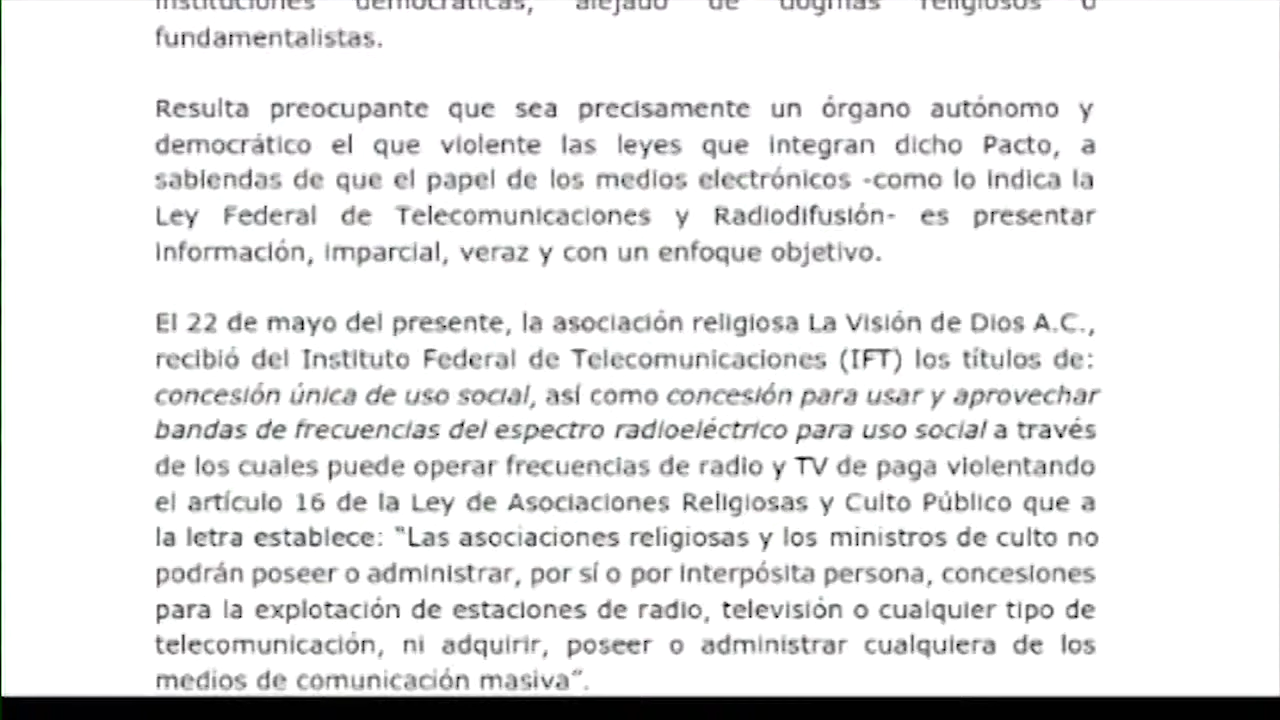 instituciones democráticas, alejado de dogmas religiosos o
fundamentalistas.
Resulta preocupante que sea precisamente un órgano autónomo y
democrático el que violente las leyes que integran dicho Pacto, a
sabiendas de que el papel de los medios electrónicos -como lo indica la
Ley Federal de Telecomunicaciones y Radiodifusión- es presentar
información, imparcial, veraz y con un enfoque objetivo.
El 22 de mayo del presente, la asociación religiosa La Visión de Dios A.C.,
recibió del Instituto Federal de Telecomunicaciones (IFT) los títulos de:
concesión única de uso social, así como concesión para usar y aprovechar
bandas de frecuencias del espectro radioeléctrico para uso social a través
de los cuales puede operar frecuencias de radio y TV de paga violentando
el artículo 16 de la Ley de Asociaciones Religiosas y Culto Público que a
la letra establece: “Las asociaciones religiosas y los ministros de culto no
podrán poseer o administrar, por sí o por interpósita persona, concesiones
para la explotación de estaciones de radio, televisión o cualquier tipo de
telecomunicación, ni adquirir, poseer o administrar cualquiera de los
medios de comunicación masiva”.